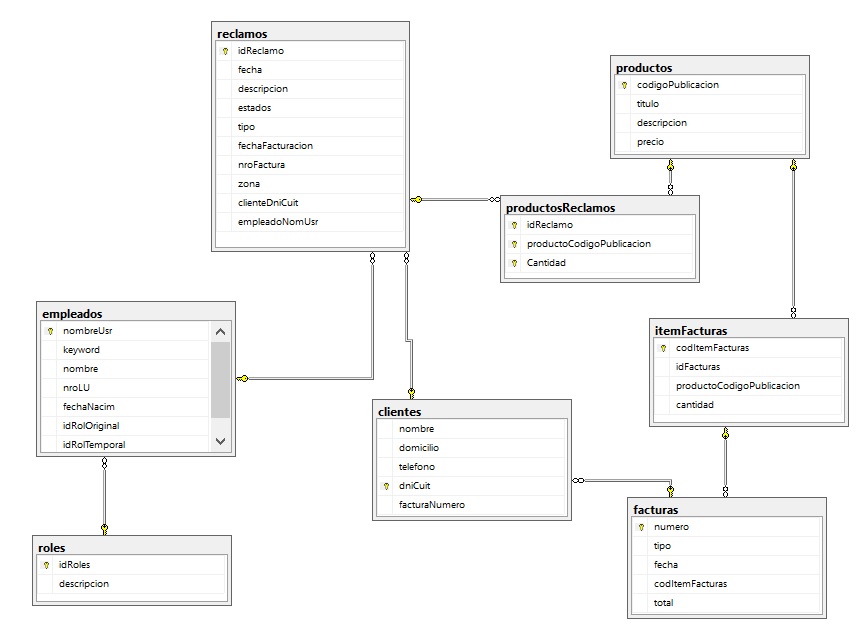 reclamos
idReclamo
fecha
descripcion
estados
tipo
fechaFacturacion
nroFactura
zona
clienteDniCuit
empleadoNomUsr
productos
codigoPublicacion
titulo
descripcion
precio
productosReclamos
idReclamo
productoCodigoPublicacion
Cantidad
empleados
nombreUsr
keyword
nombre
nroLU
fechaNacim
idRolOriginal
idRolTemporal
itemFacturas
codItemFacturas
idFacturas
productoCodigoPublicacion
cantidad
clientes
nombre
domicilio
telefono
dniCuit
facturaNumero
facturas
numero
tipo
fecha
codItemFacturas
total
roles
idRoles
descripcion